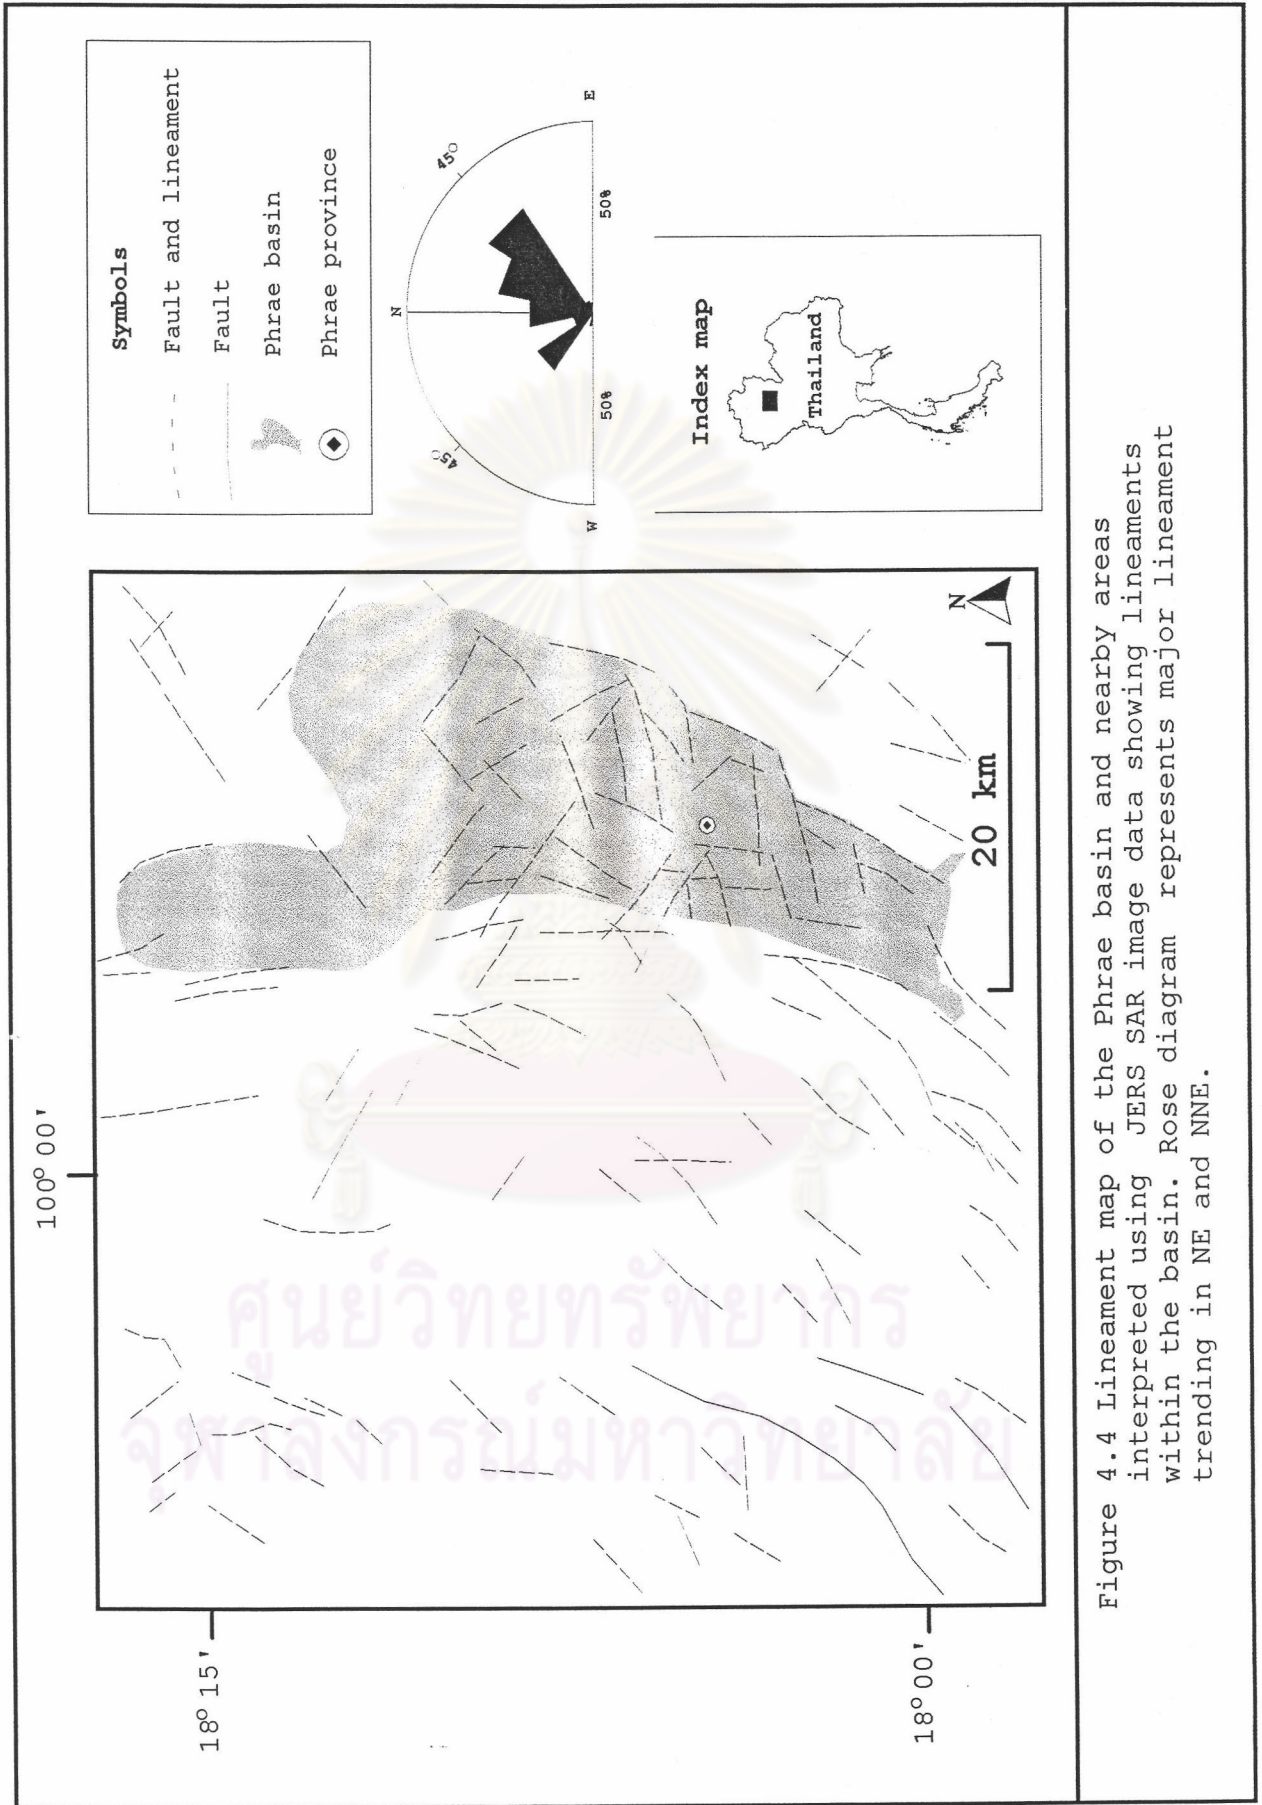 100° 00'
18° 15'
18° 00'
N
20 km
Symbols
Fault and lineament
Fault
Phrae basin
Phrae province
N
45°
45°
W
E
50%
50%
Index map
Thailand
ศูนย์วิทยทรัพยากร
จุฬาลงกรณ์มหาวิทยาลัย
Figure 4.4 Lineament map of the Phrae basin and nearby areas
interpreted using JERS SAR image data showing lineaments
within the basin. Rose diagram represents major lineament
trending in NE and NNE.